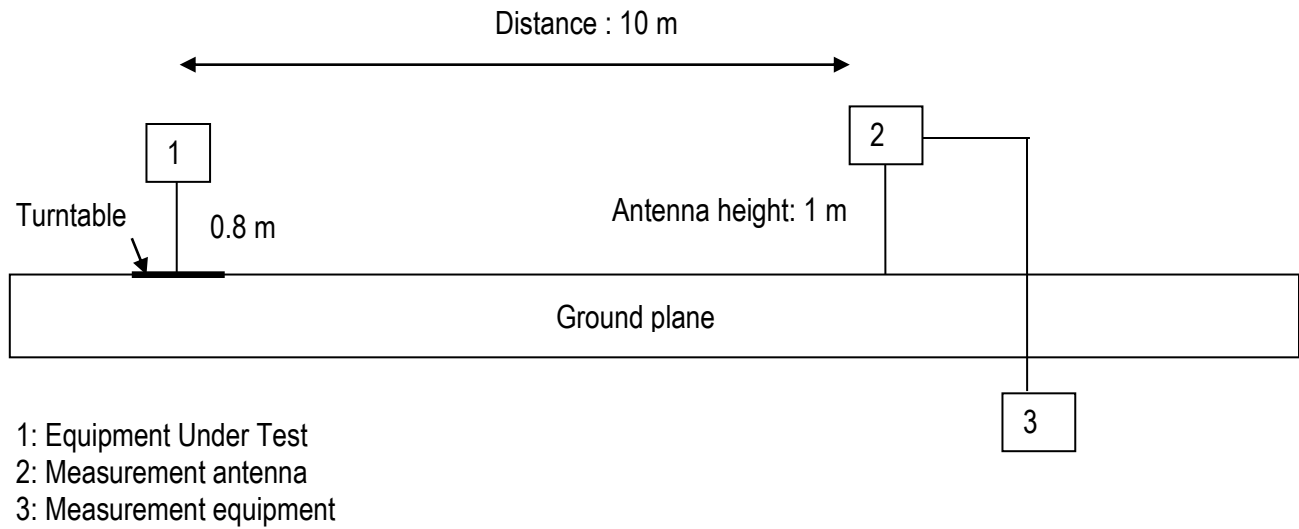 Distance : 10 m
1
2
Turntable
0.8 m
Antenna height: 1 m
Ground plane
3
1: Equipment Under Test
2: Measurement antenna
3: Measurement equipment